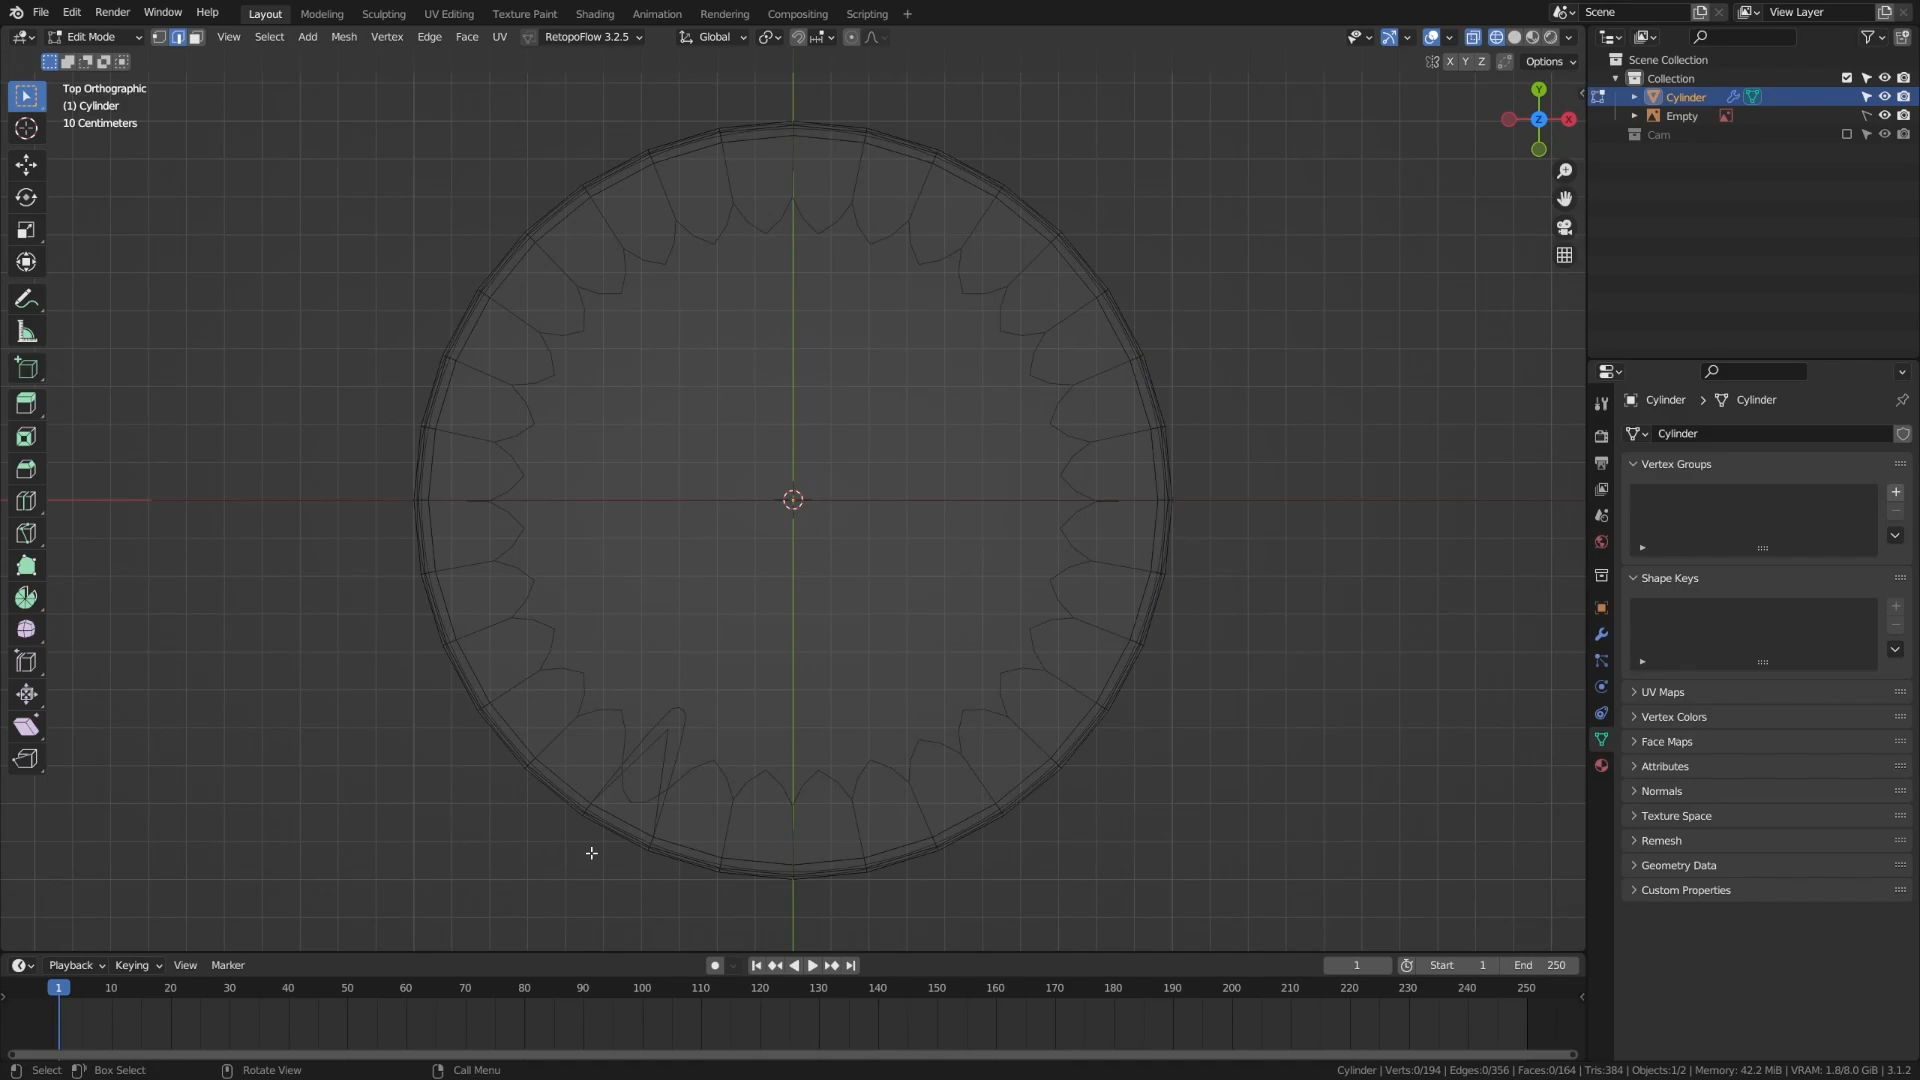 File Edit Render Window Help Layout Modeling Sculpting UV Editing Texture Paint Shading Animation Rendering Compositing Scripting + Scene View Layer
Edit Mode View Select Add Mesh Vertex Edge Face UV RetopoFlow 3.2.5 Global
X Y Z Options
Top Orthographic
(1) Cylinder
10 Centimeters
Y
Z
X
Scene Collection
Collection
Cylinder
Empty
Cam
Cylinder > Cylinder
Cylinder
Vertex Groups
Shape Keys
UV Maps
Vertex Colors
Face Maps
Attributes
Normals
Texture Space
Remesh
Geometry Data
Custom Properties
Playback Keying View Marker 1 Start 1 End 250
1 10 20 30 40 50 60 70 80 90 100 110 120 130 140 150 160 170 180 190 200 210 220 230 240 250
Select Box Select Rotate View Call Menu Cylinder | Verts:0/194 | Edges:0/356 | Faces:0/164 | Tris:384 | Objects:1/2 | Memory: 42.2 MiB | VRAM: 1.8/8.0 GiB | 3.1.2